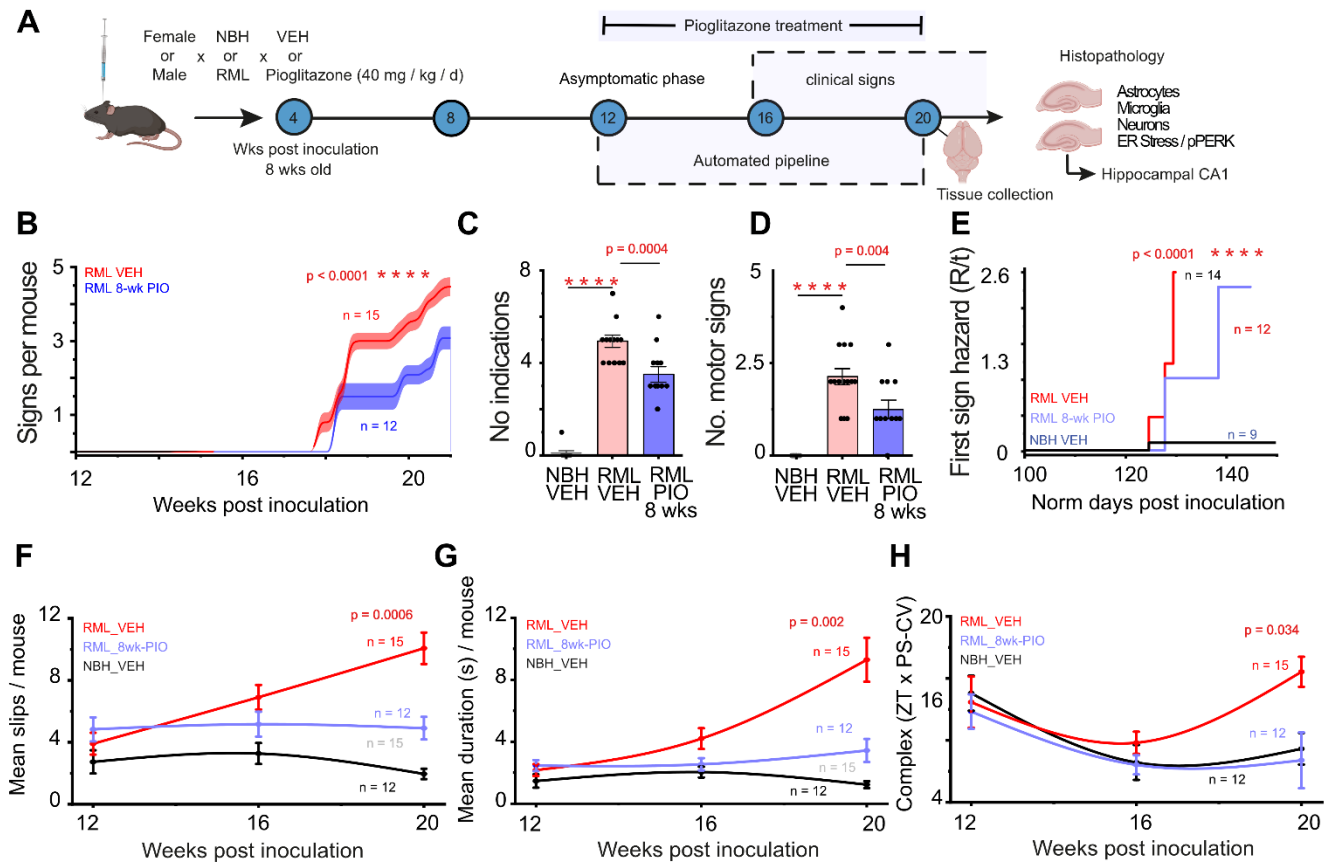 A
Female NBH VEH
or x or x or
Male RML Pioglitazone (40 mg / kg / d)
Pioglitazone treatment
Asymptomatic phase
clinical signs
4
8
12
16
20
Wks post inoculation
8 wks old
Automated pipeline
Tissue collection
Histopathology
Astrocytes
Microglia
Neurons
ER Stress / pPERK
Hippocampal CA1
B
Signs per mouse
5
3
1
RML VEH
RML 8-wk PIO
p < 0.0001 ****
n = 15
n = 12
12 16 20
Weeks post inoculation
C
No indications
8
4
0
p = 0.0004
****
NBH VEH
RML VEH
RML PIO 8 wks
D
No. motor signs
5
2.5
0
p = 0.004
****
NBH VEH
RML VEH
RML PIO 8 wks
E
First sign hazard (R/t)
2.6
1.3
0
p <0.0001 ****
n = 14
n = 12
RML VEH
RML 8-wk PIO
NBH VEH
n = 9
100 120 140
Norm days post inoculation
F
Mean slips / mouse
12
8
4
0
RML_VEH
RML_8wk-PIO
NBH_VEH
p = 0.0006
n = 15
n = 12
n = 15
n = 12
12 16 20
Weeks post inoculation
G
Mean duration (s) / mouse
12
8
4
0
RML_VEH
RML_8wk-PIO
NBH_VEH
p = 0.002
n = 15
n = 12
n = 15
n = 12
12 16 20
Weeks post inoculation
H
Complex (ZT x PS-CV)
20
16
4
RML_VEH
RML_8wk-PIO
NBH_VEH
p = 0.034
n = 15
n = 12
n = 12
12 16 20
Weeks post inoculation